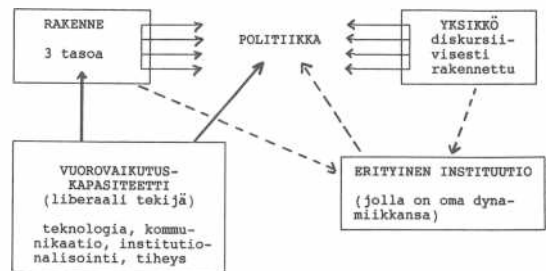 RAKENNE
3 tasoa
POLITIIKKA
YKSIKKÖ
diskursii-
visesti
rakennettu
VUOROVAIKUTUS-
KAPASITEETTI
(liberaali tekijä)
teknologia, kommu-
nikaatio, institutio-
nalisointi, tiheys
ERITYINEN INSTITUUTIO
(jolla on oma dyna-
miikkansa)